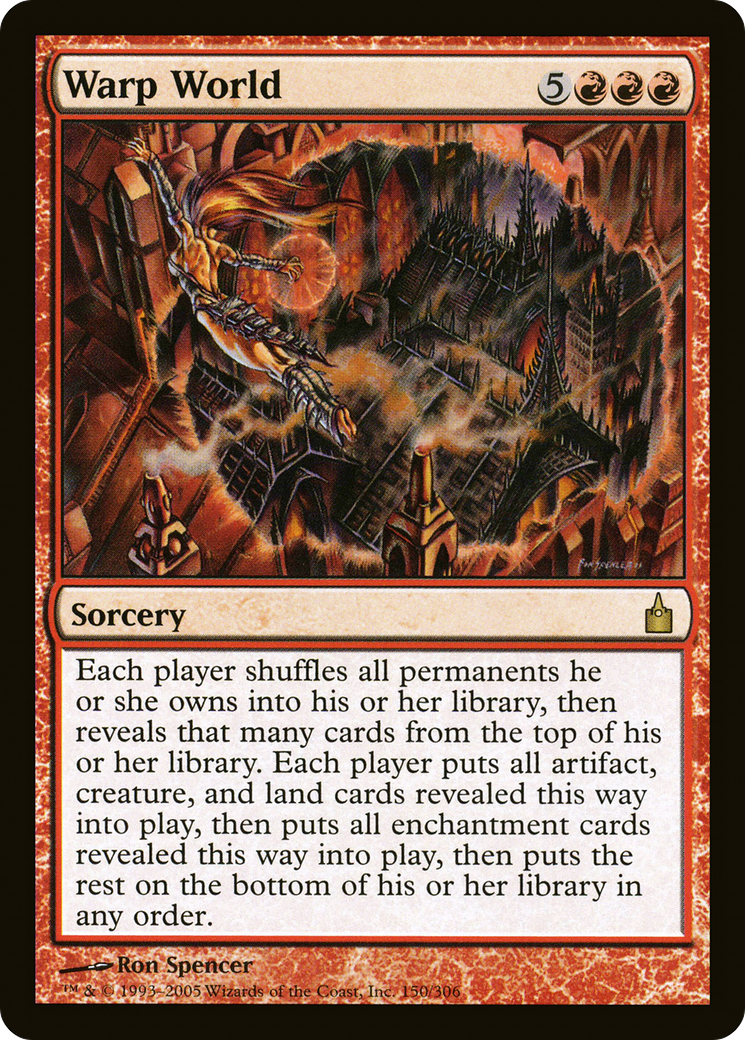 Warp World
5
Sorcery
Each player shuffles all permanents he
or she owns into his or her library, then
reveals that many cards from the top of his
or her library. Each player puts all artifact,
creature, and land cards revealed this way
into play, then puts all enchantment cards
revealed this way into play, then puts the
rest on the bottom of his or her library in
any order.
Ron Spencer
™ & © 1993–2005 Wizards of the Coast, Inc. 150/306